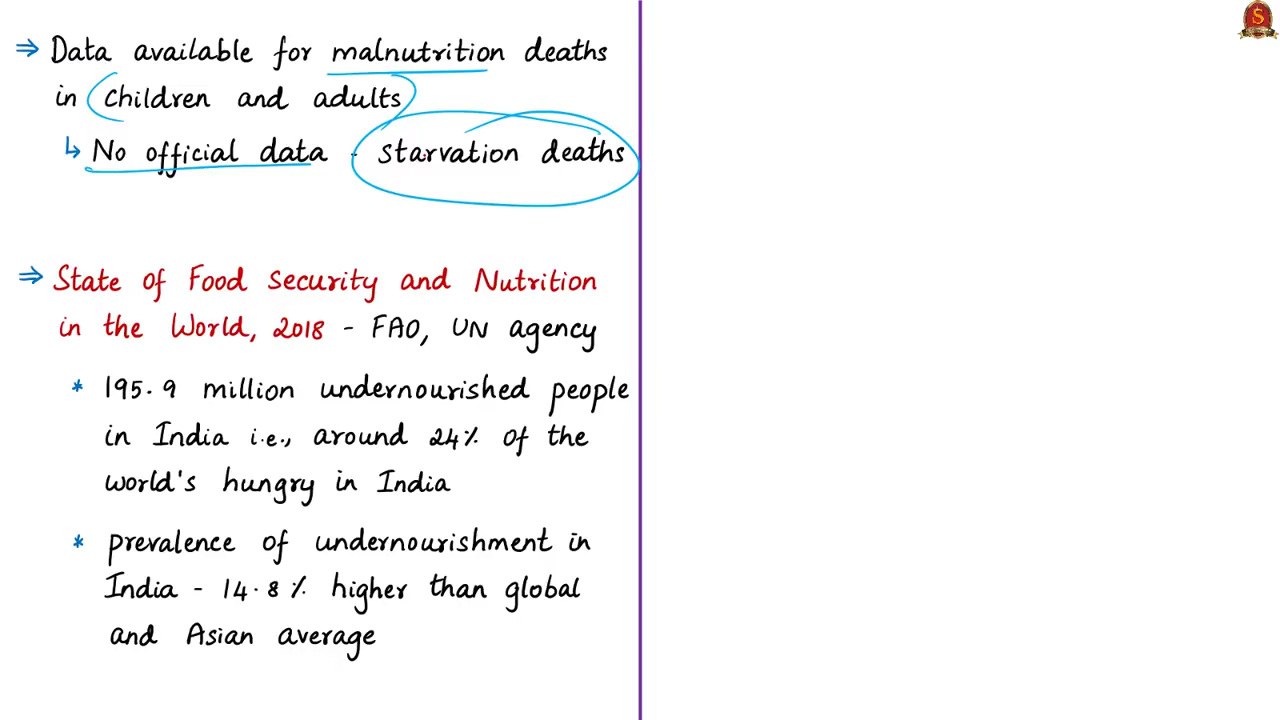 ⇒ Data available for malnutrition deaths
in children and adults
↳ No official data - starvation deaths
⇒ State of Food security and Nutrition
in the World, 2018 - FAO, UN agency
* 195.9 million undernourished people
in India i.e., around 24% of the
world's hungry in India
* prevalence of undernourishment in
India - 14.8% higher than global
and Asian average
S